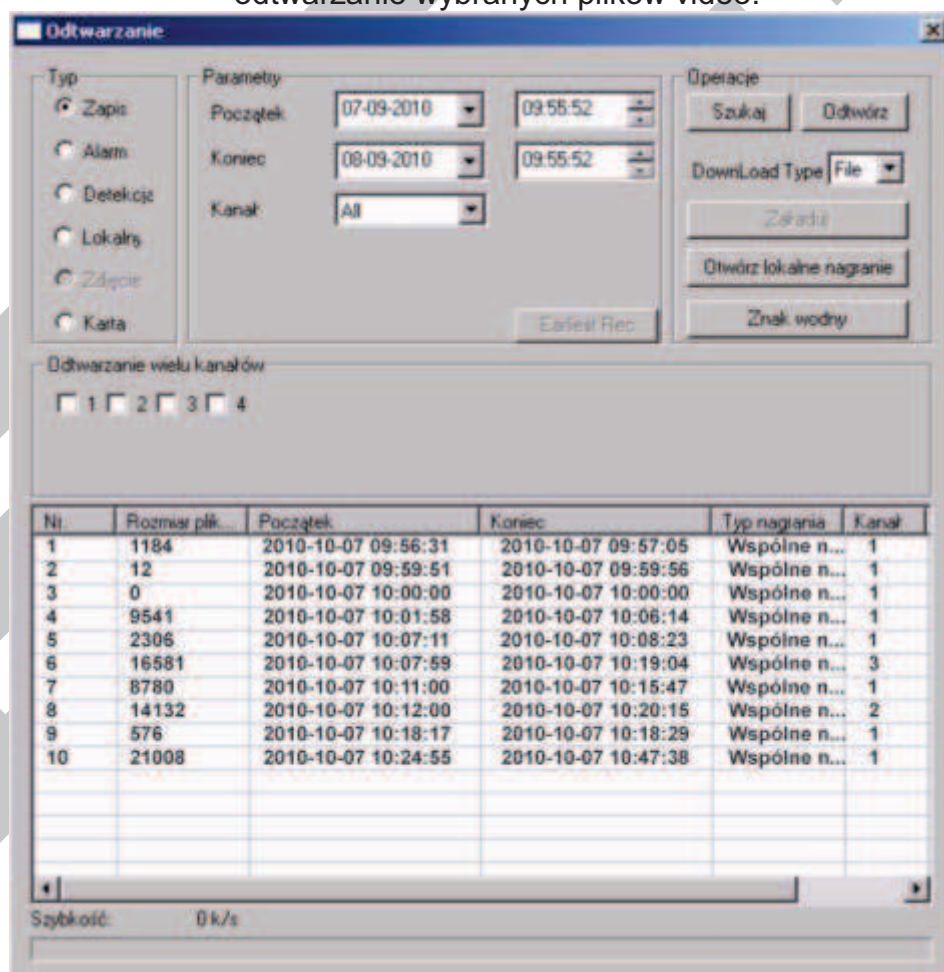 odtwarzanie wybranych plików video.
Odtwarzanie
Typ
Parametry
Operacje
Zapis
Początek
07-09-2010
09:55:52
Szukaj
Odtwórz
Alarm
Koniec
08-09-2010
09:55:52
DownLoad Type
File
Detekcja
Kanał
All
Załaduj
Lokalny
Otwórz lokalne nagranie
Zdjęcie
Karta
Earliest Rec
Znak wodny
Odtwarzanie wielu kanałów
1 2 3 4
Nr. Rozmiar plik... Początek Koniec Typ nagrania Kanał
1 1184 2010-10-07 09:56:31 2010-10-07 09:57:05 Wspólne n... 1
2 12 2010-10-07 09:59:51 2010-10-07 09:59:56 Wspólne n... 1
3 0 2010-10-07 10:00:00 2010-10-07 10:00:00 Wspólne n... 1
4 9541 2010-10-07 10:01:58 2010-10-07 10:06:14 Wspólne n... 1
5 2306 2010-10-07 10:07:11 2010-10-07 10:08:23 Wspólne n... 1
6 16581 2010-10-07 10:07:59 2010-10-07 10:19:04 Wspólne n... 3
7 8780 2010-10-07 10:11:00 2010-10-07 10:15:47 Wspólne n... 1
8 14132 2010-10-07 10:12:00 2010-10-07 10:20:15 Wspólne n... 2
9 576 2010-10-07 10:18:17 2010-10-07 10:18:29 Wspólne n... 1
10 21008 2010-10-07 10:24:55 2010-10-07 10:47:38 Wspólne n... 1
Szybkość: 0 k/s